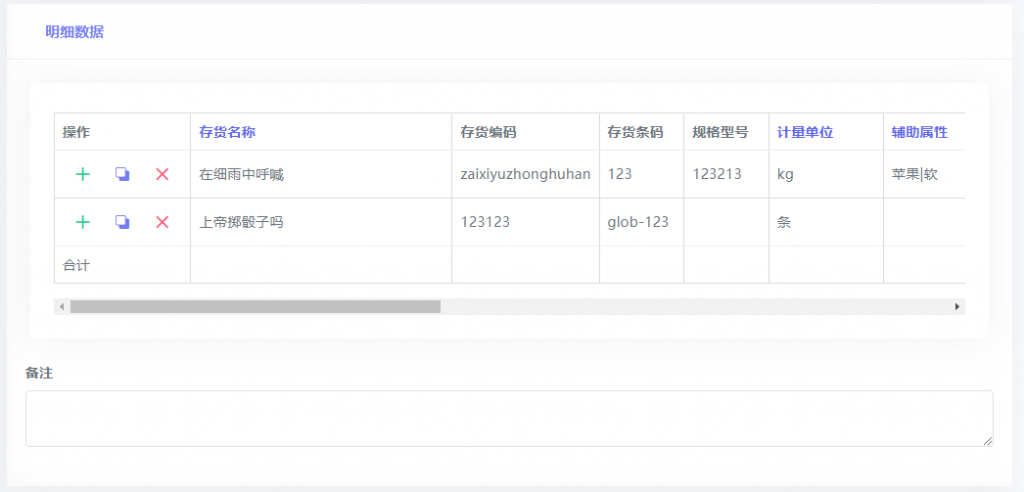 明细数据
操作 存货名称 存货编码 存货条码 规格型号 计量单位 辅助属性
在细雨中呼喊 zaixiyuzhonghuhan 123 123213 kg 苹果|软
上帝掷骰子吗 123123 glob-123 条
合计
备注